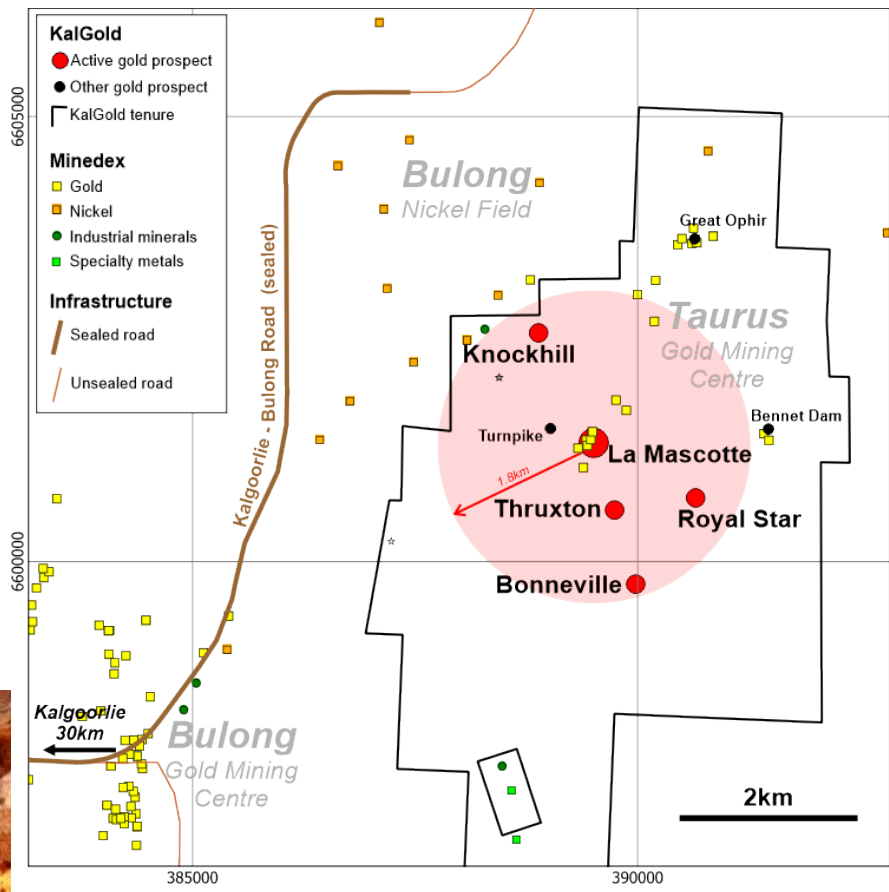 KalGold
Active gold prospect
Other gold prospect
KalGold tenure
Minedex
Gold
Nickel
Industrial minerals
Specialty metals
Infrastructure
Sealed road
Unsealed road
6605000
Bulong
Nickel Field
Great Ophir
Kalgoorlie - Bulong Road (sealed)
Taurus
Gold Mining
Centre
Knockhill
Bennet Dam
Turnpike
La Mascotte
1.8km
Thruxton
Royal Star
6600000
Bonneville
Kalgoorlie
30km
Bulong
Gold Mining
Centre
2km
385000
390000